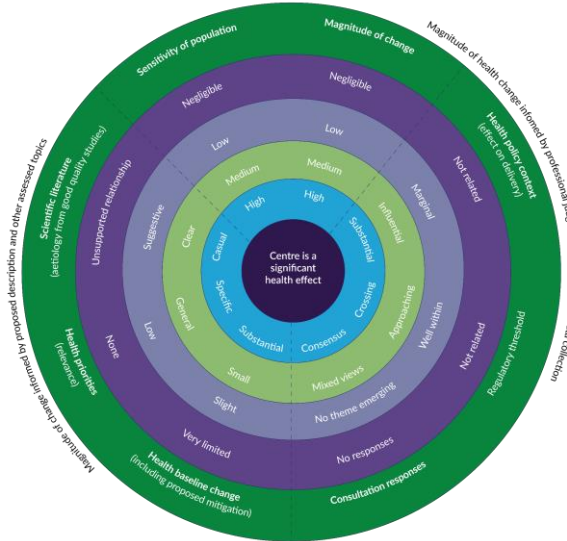 Magnitude of health change infomed by professional
Magnitude of change informed by proposed description and other assessed topics
collection
Sensitivity of population
Magnitude of change
Health policy context
(effect on delivery)
Regulatory threshold
Consultation responses
Health baseline change
(including proposed mitigation)
Health priorities
(relevance)
Scientific literature
(aetiology from good quality studies)
Negligible
Negligible
Not related
Not related
No responses
Very limited
None
Unsupported relationship
Low
Low
Marginal
Well within
No theme emerging
Slight
Low
Suggestive
Medium
Medium
Influential
Approaching
Mixed views
Small
General
Clear
High
High
Substantial
Crossing
Consensus
Substantial
Specific
Casual
Centre is a
significant
health effect